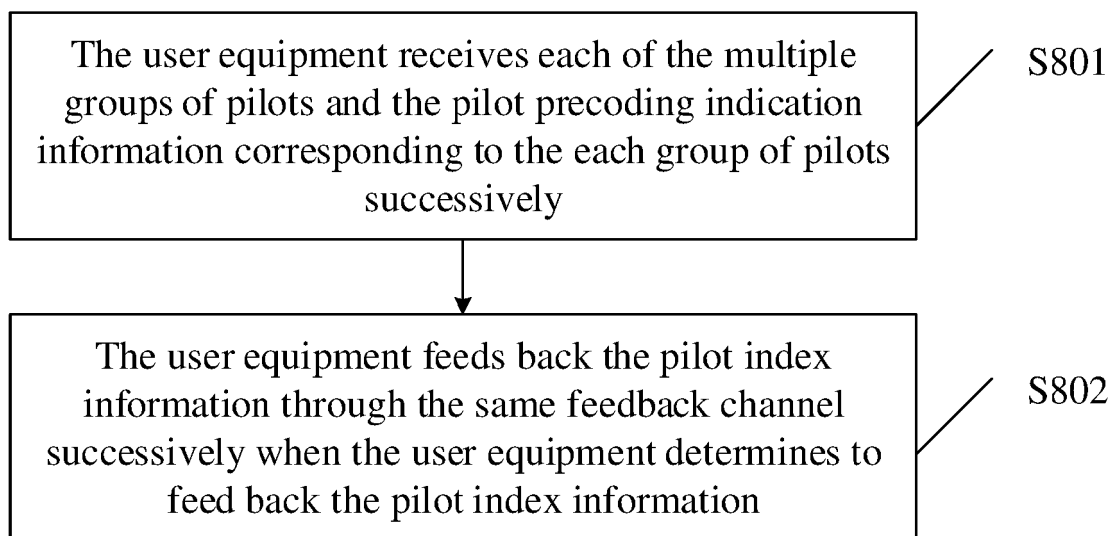 The user equipment receives each of the multiple
groups of pilots and the pilot precoding indication
information corresponding to the each group of pilots
successively
S801
The user equipment feeds back the pilot index
information through the same feedback channel
successively when the user equipment determines to
feed back the pilot index information
S802